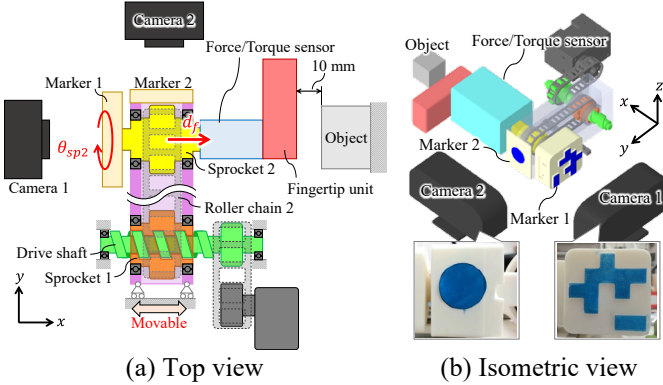 Camera 2
Force/Torque sensor
Marker 1
Marker 2
10 mm
d_f
θ_sp2
Object
Camera 1
Sprocket 2
Fingertip unit
Roller chain 2
Drive shaft
Sprocket 1
y
x
Movable
(a) Top view
Object
Force/Torque sensor
z
x
y
Marker 2
Camera 2
Camera 1
Marker 1
(b) Isometric view